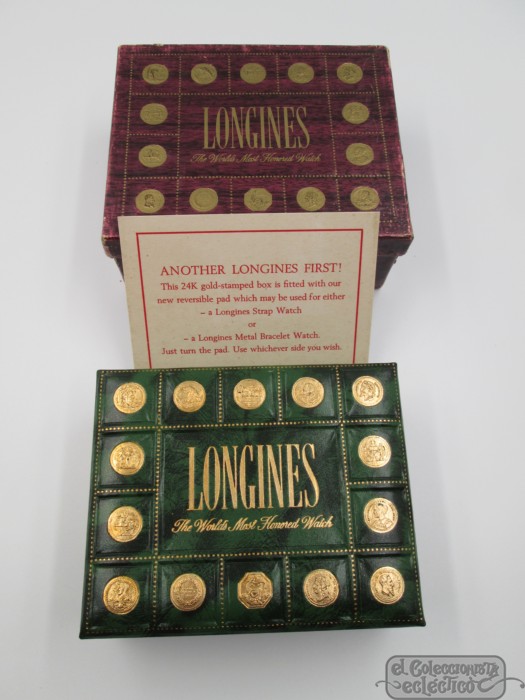 LONGINES
The World's Most Honored Watch
ANOTHER LONGINES FIRST!
This 24K gold-stamped box is fitted with our
new reversible pad which may be used for either
– a Longines Strap Watch
or
– a Longines Metal Bracelet Watch.
Just turn the pad. Use whichever side you wish.
LONGINES
The World's Most Honored Watch
el Coleccionista
ecléctico